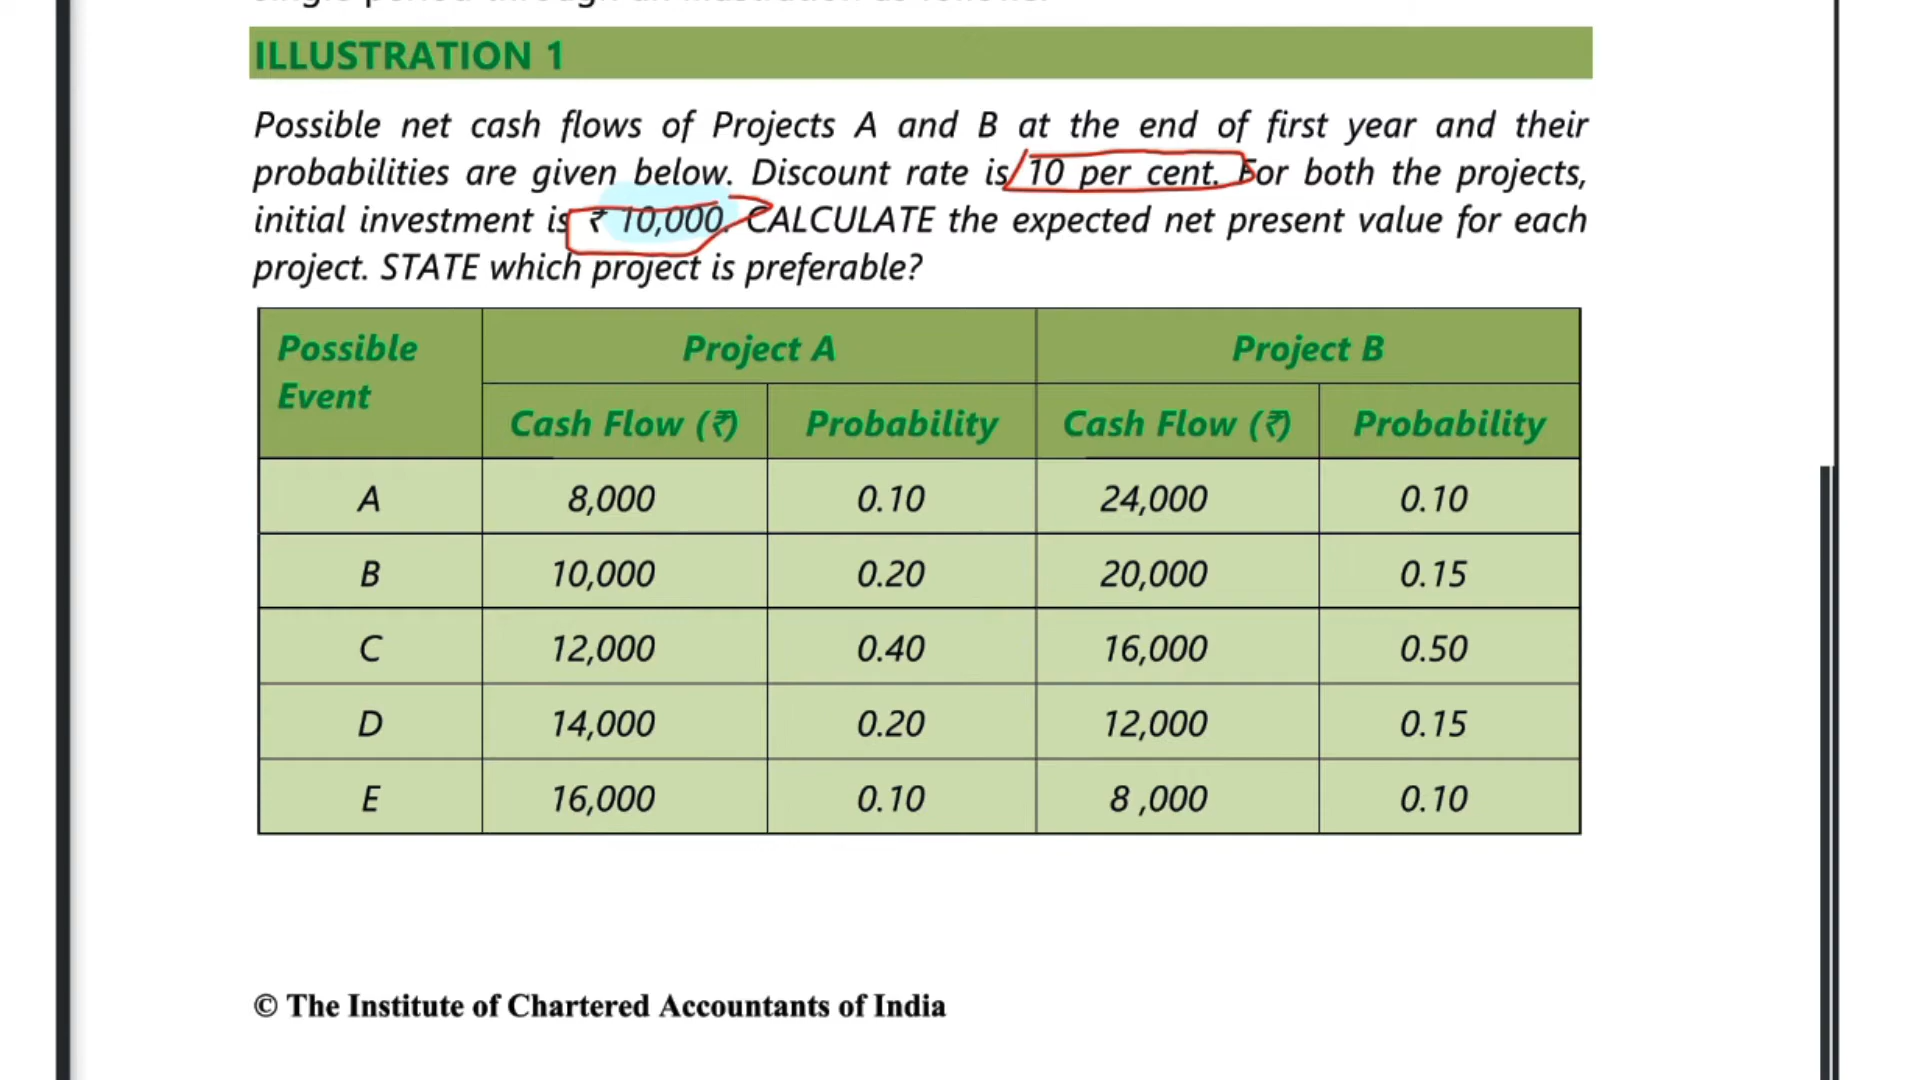 ILLUSTRATION 1
Possible net cash flows of Projects A and B at the end of first year and their
probabilities are given below. Discount rate is 10 per cent. For both the projects,
initial investment is ₹ 10,000. CALCULATE the expected net present value for each
project. STATE which project is preferable?
Possible Event Project A Project B
Cash Flow (₹) Probability Cash Flow (₹) Probability
A 8,000 0.10 24,000 0.10
B 10,000 0.20 20,000 0.15
C 12,000 0.40 16,000 0.50
D 14,000 0.20 12,000 0.15
E 16,000 0.10 8 ,000 0.10
© The Institute of Chartered Accountants of India